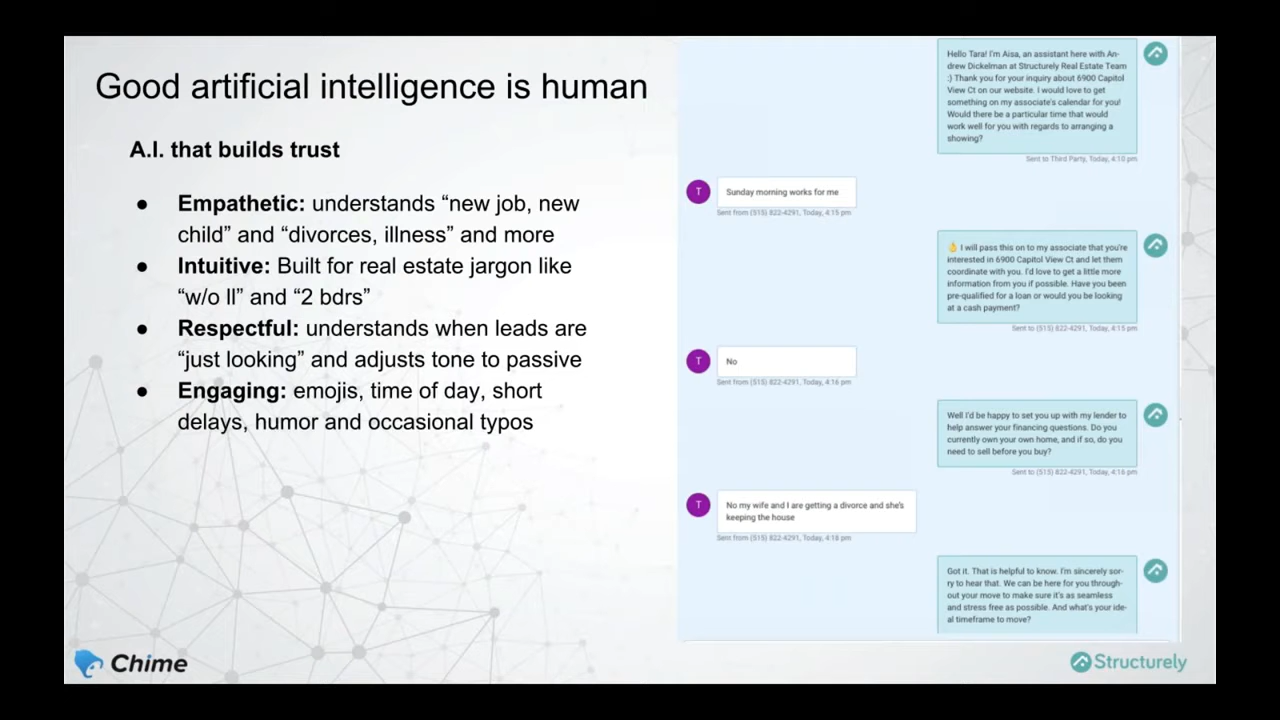 Good artificial intelligence is human
A.I. that builds trust
● Empathetic: understands “new job, new
child” and “divorces, illness” and more
● Intuitive: Built for real estate jargon like
“w/o ll” and “2 bdrs”
● Respectful: understands when leads are
“just looking” and adjusts tone to passive
● Engaging: emojis, time of day, short
delays, humor and occasional typos
Hello Tara! I'm Aisa, an assistant here with An-
drew Dickelman at Structurely Real Estate Team
:) Thank you for your inquiry about 6900 Capitol
View Ct on our website. I would love to get
something on my associate's calendar for you!
Would there be a particular time that would
work well for you with regards to arranging a
showing?
Sent to Third Party, Today, 4:10 pm
T
Sunday morning works for me
Sent from (515) 822-4291, Today, 4:15 pm
👌 I will pass this on to my associate that you're
interested in 6900 Capitol View Ct and let them
coordinate with you. I'd love to get a little more
information from you if possible. Have you been
pre-qualified for a loan or would you be looking
at a cash payment?
Sent to (515) 822-4291, Today, 4:15 pm
T
No
Sent from (515) 822-4291, Today, 4:16 pm
Well I'd be happy to set you up with my lender to
help answer your financing questions. Do you
currently own your own home, and if so, do you
need to sell before you buy?
Sent to (515) 822-4291, Today, 4:16 pm
T
No my wife and I are getting a divorce and she's
keeping the house
Sent from (515) 822-4291, Today, 4:18 pm
Got it. That is helpful to know. I'm sincerely sor-
ry to hear that. We can be here for you through-
out your move to make sure it's as seamless
and stress free as possible. And what's your ide-
al timeframe to move?
Chime
Structurely